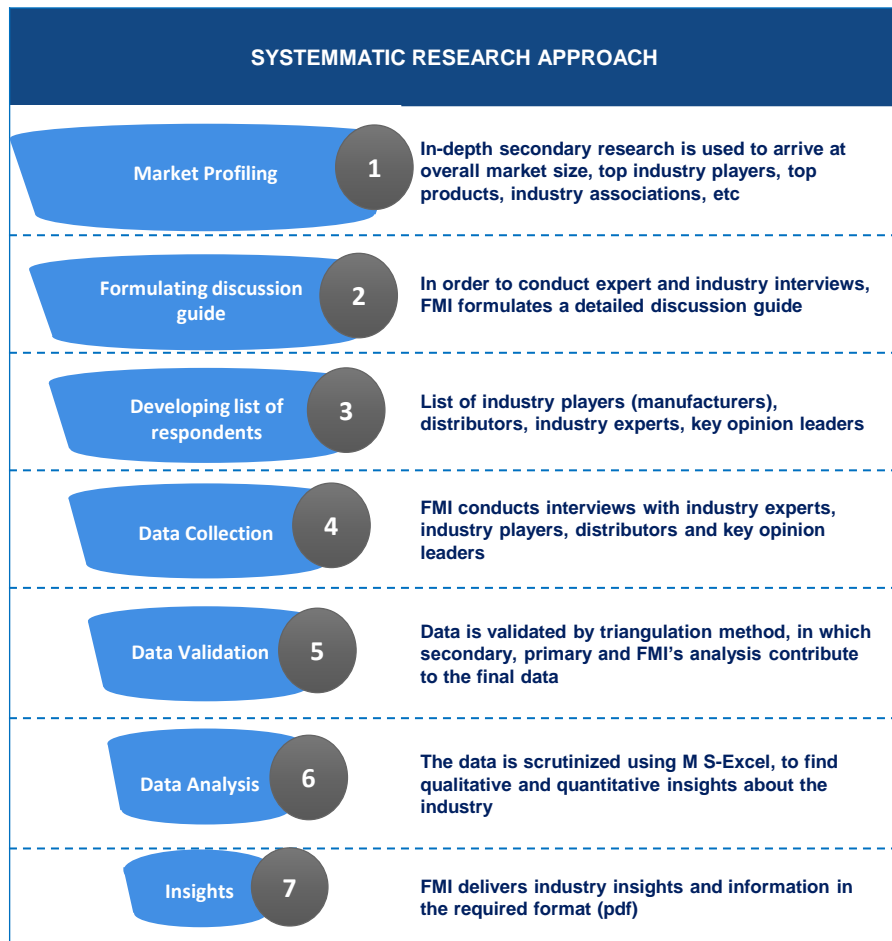 SYSTEMMATIC RESEARCH APPROACH
Market Profiling
1
In-depth secondary research is used to arrive at
overall market size, top industry players, top
products, industry associations, etc
Formulating discussion
guide
2
In order to conduct expert and industry interviews,
FMI formulates a detailed discussion guide
Developing list of
respondents
3
List of industry players (manufacturers),
distributors, industry experts, key opinion leaders
Data Collection
4
FMI conducts interviews with industry experts,
industry players, distributors and key opinion
leaders
Data Validation
5
Data is validated by triangulation method, in which
secondary, primary and FMI’s analysis contribute
to the final data
Data Analysis
6
The data is scrutinized using M S-Excel, to find
qualitative and quantitative insights about the
industry
Insights
7
FMI delivers industry insights and information in
the required format (pdf)